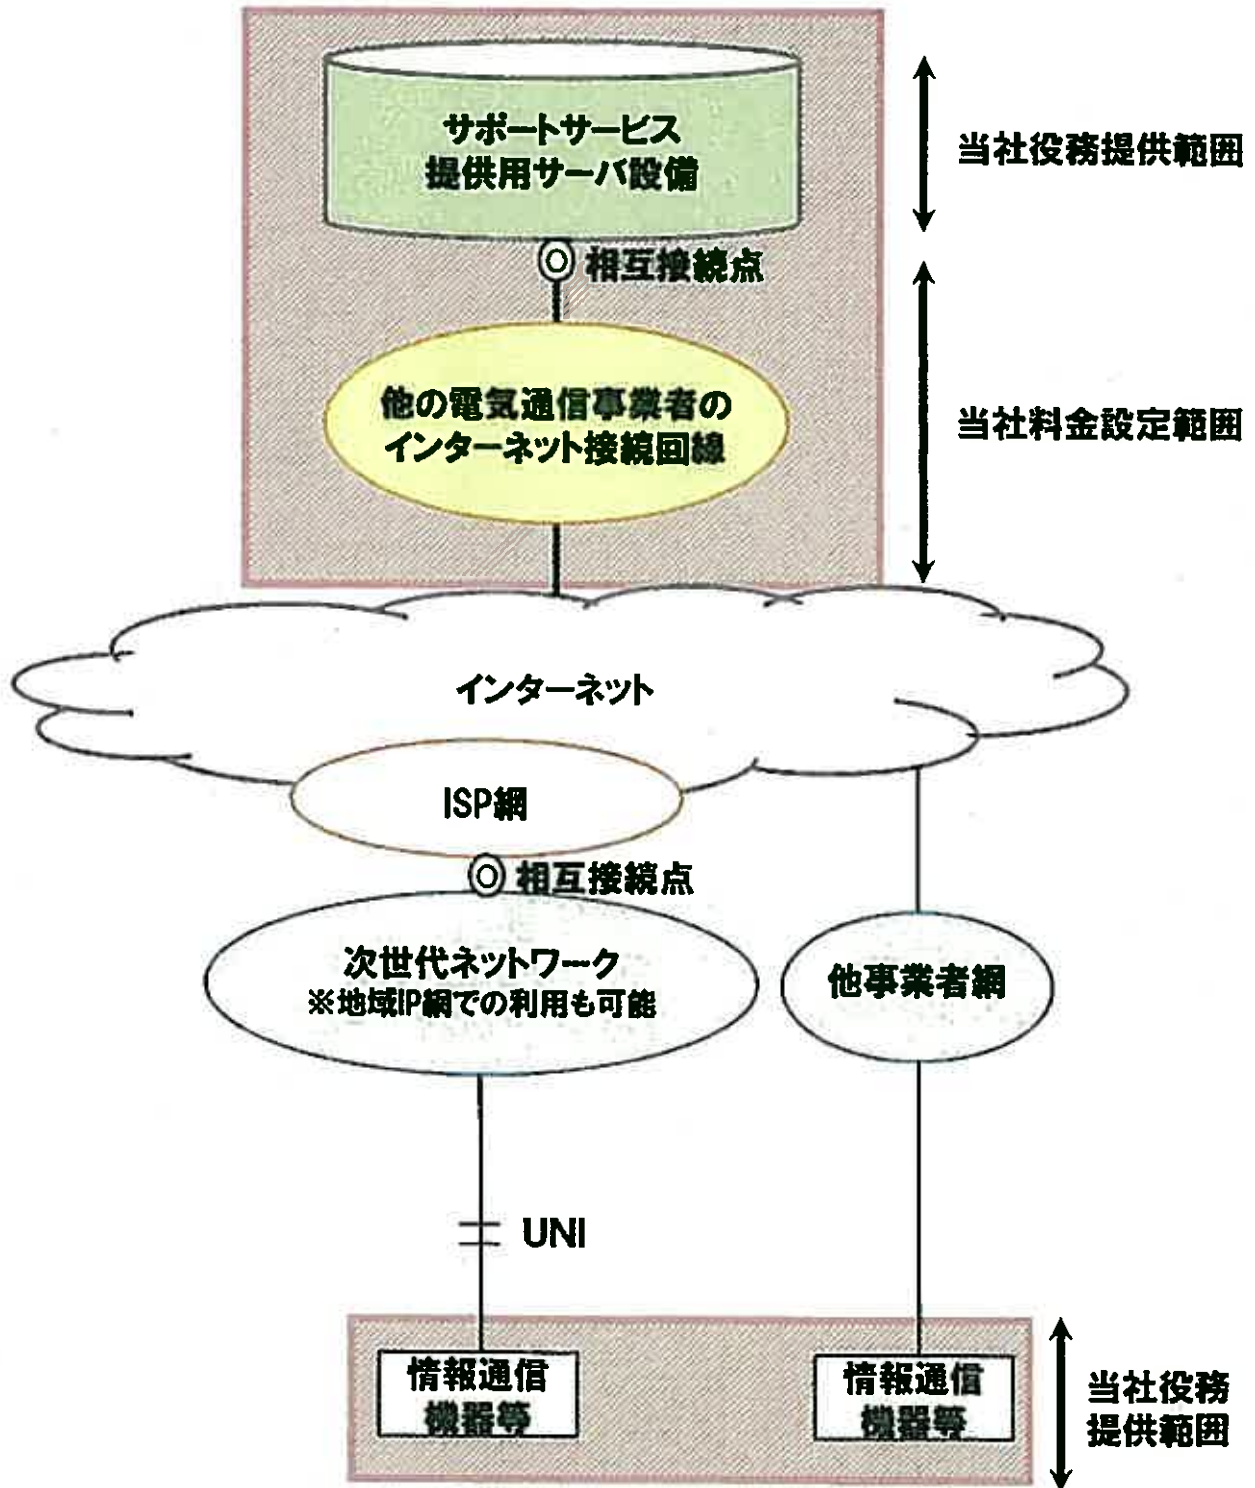 サポートサービス
提供用サーバ設備
当社役務提供範囲
相互接続点
他の電気通信事業者の
インターネット接続回線
当社料金設定範囲
インターネット
ISP網
相互接続点
次世代ネットワーク
※地域IP網での利用も可能
他事業者網
UNI
情報通信
機器等
情報通信
機器等
当社役務
提供範囲